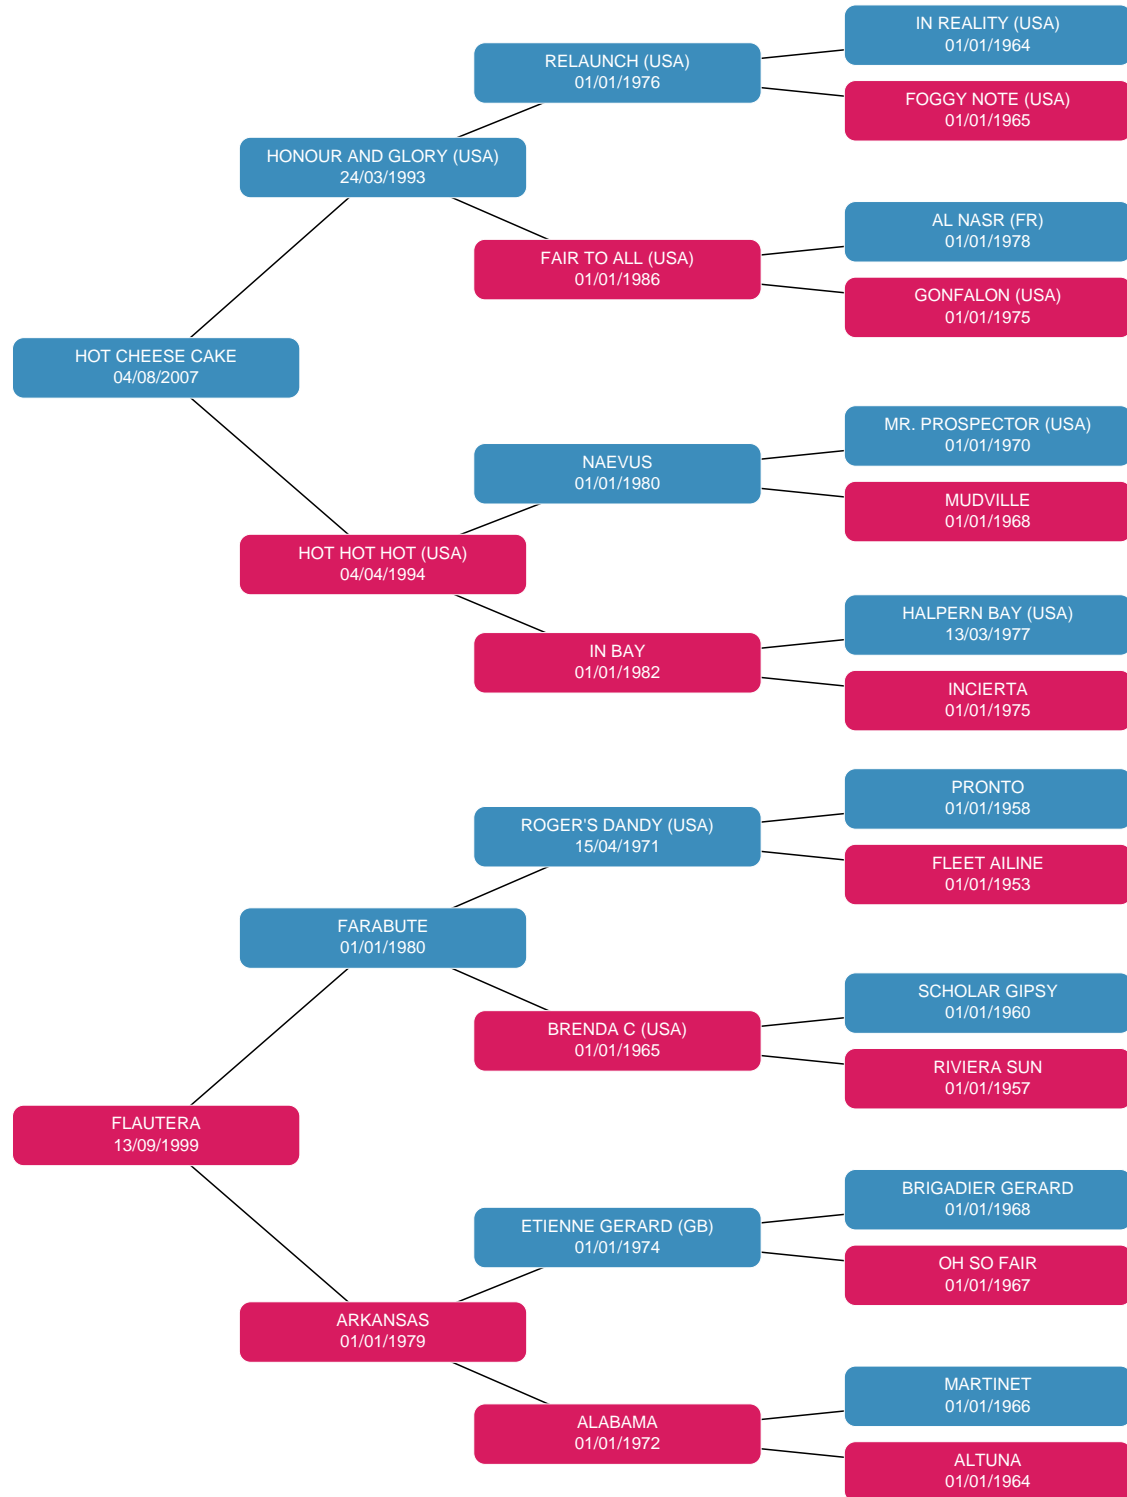 IN REALITY (USA)
01/01/1964
RELAUNCH (USA)
01/01/1976
FOGGY NOTE (USA)
01/01/1965
HONOUR AND GLORY (USA)
24/03/1993
AL NASR (FR)
01/01/1978
FAIR TO ALL (USA)
01/01/1986
GONFALON (USA)
01/01/1975
HOT CHEESE CAKE
04/08/2007
MR. PROSPECTOR (USA)
01/01/1970
NAEVUS
01/01/1980
MUDVILLE
01/01/1968
HOT HOT HOT (USA)
04/04/1994
HALPERN BAY (USA)
13/03/1977
IN BAY
01/01/1982
INCIERTA
01/01/1975
PRONTO
01/01/1958
ROGER'S DANDY (USA)
15/04/1971
FLEET AILINE
01/01/1953
FARABUTE
01/01/1980
SCHOLAR GIPSY
01/01/1960
BRENDA C (USA)
01/01/1965
RIVIERA SUN
01/01/1957
FLAUTERA
13/09/1999
BRIGADIER GERARD
01/01/1968
ETIENNE GERARD (GB)
01/01/1974
OH SO FAIR
01/01/1967
ARKANSAS
01/01/1979
MARTINET
01/01/1966
ALABAMA
01/01/1972
ALTUNA
01/01/1964